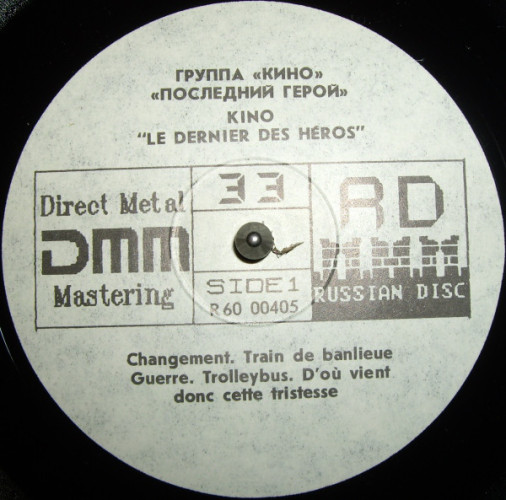 ГРУППА «КИНО»
«ПОСЛЕДНИЙ ГЕРОЙ»
KINO
"LE DERNIER DES HÉROS"
Direct Metal
DMM
Mastering
33
SIDE 1
R 60 00405
RD
RUSSIAN DISC
Changement. Train de banlieue
Guerre. Trolleybus. D'où vient
donc cette tristesse